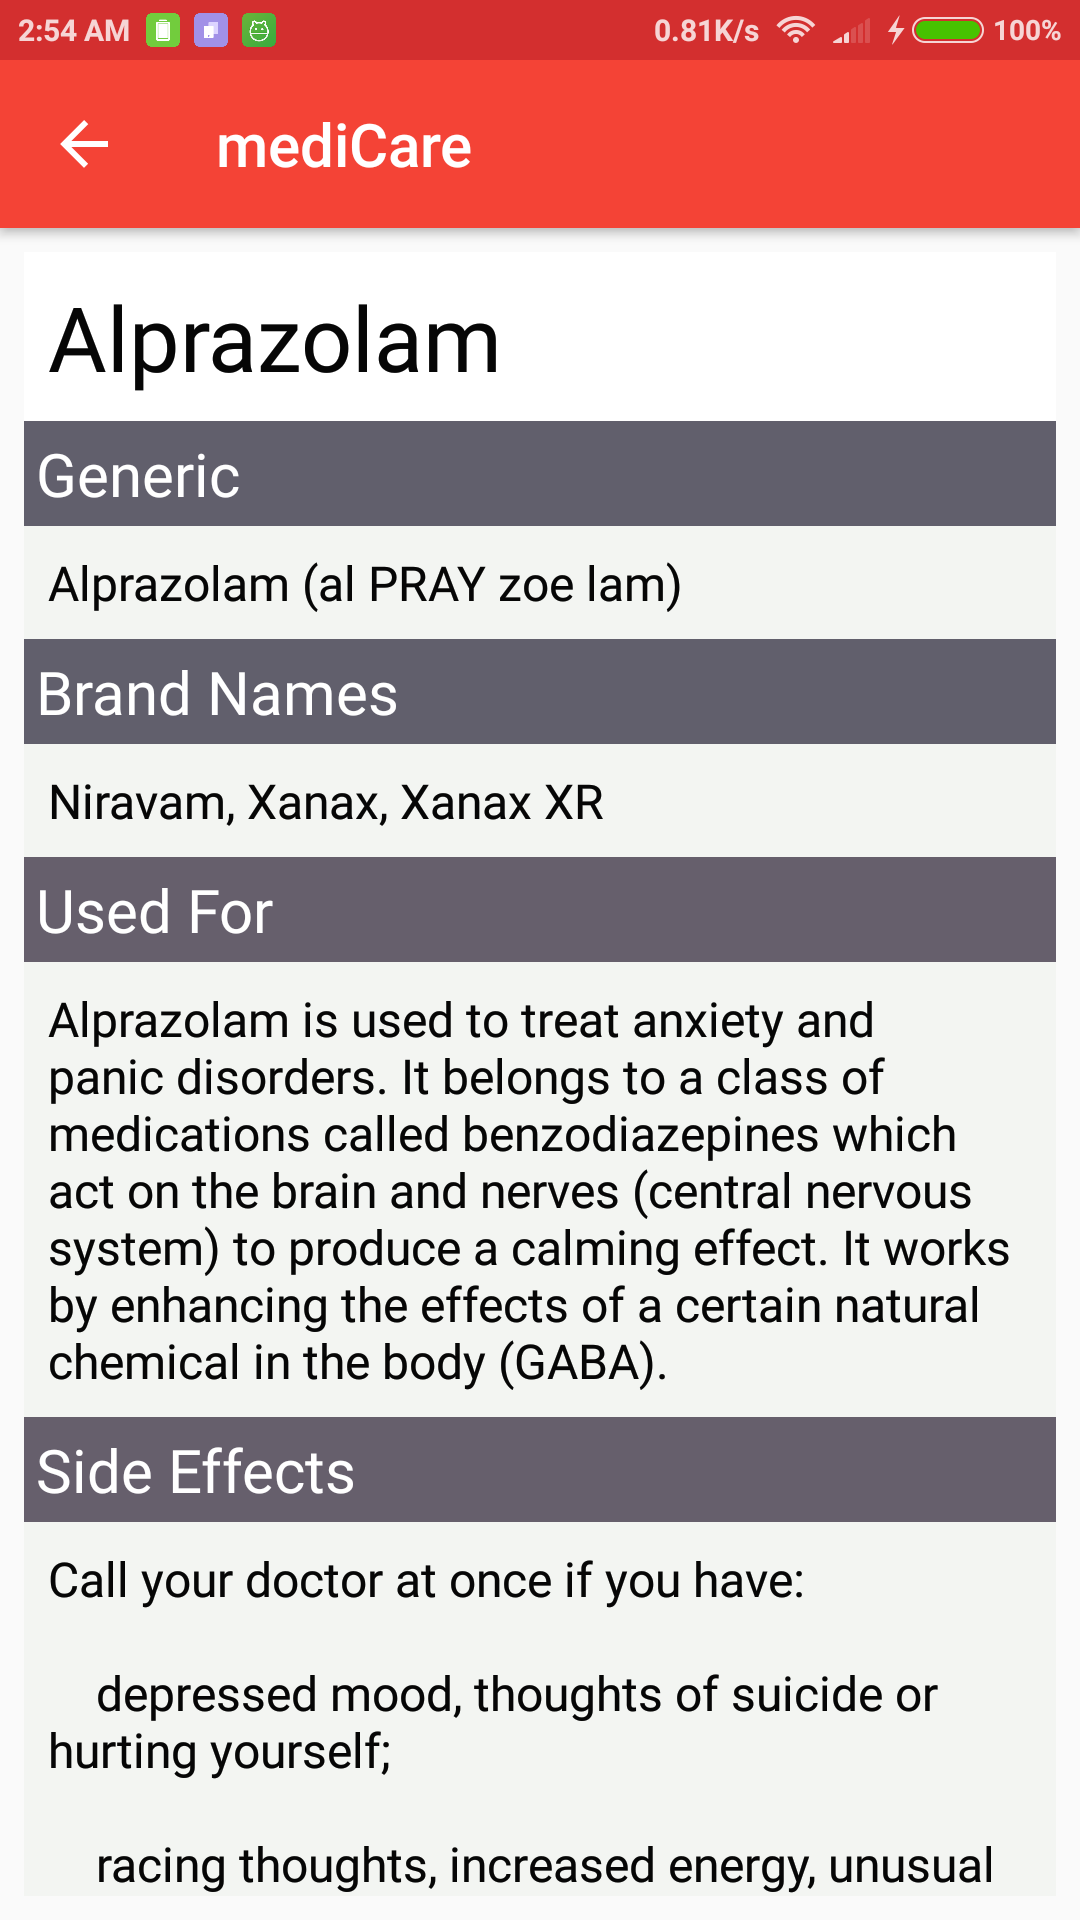 2:54 AM 0.81K/s 100%
mediCare
Alprazolam
Generic
Alprazolam (al PRAY zoe lam)
Brand Names
Niravam, Xanax, Xanax XR
Used For
Alprazolam is used to treat anxiety and
panic disorders. It belongs to a class of
medications called benzodiazepines which
act on the brain and nerves (central nervous
system) to produce a calming effect. It works
by enhancing the effects of a certain natural
chemical in the body (GABA).
Side Effects
Call your doctor at once if you have:
depressed mood, thoughts of suicide or
hurting yourself;
racing thoughts, increased energy, unusual